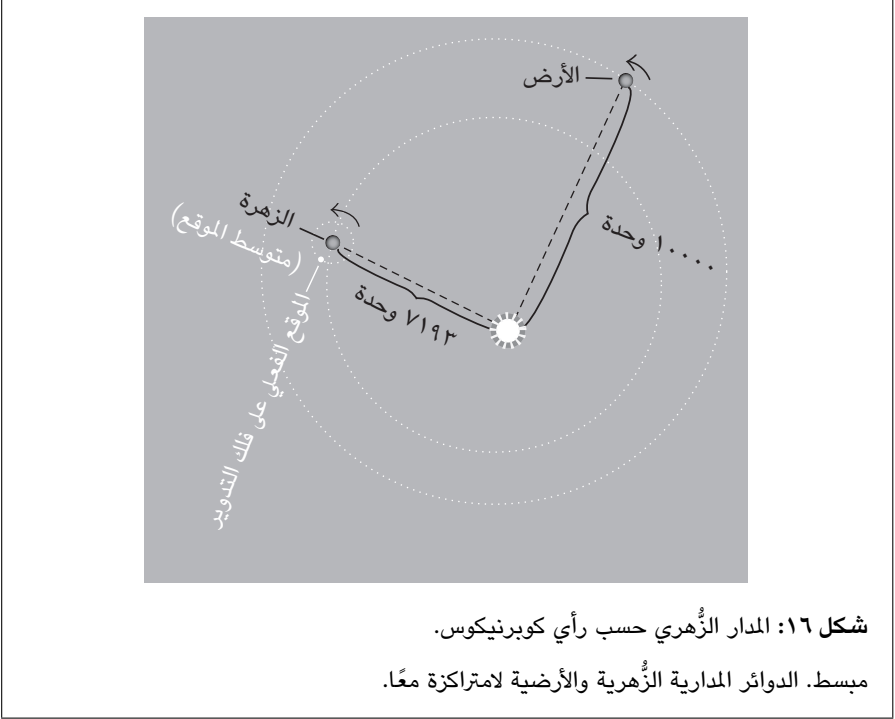 الأرض
١٠٠٠٠ وحدة
الزهرة
(متوسط الموقع)
٧١٩٣ وحدة
الموقع الفعلي على فلك التدوير
شكل ١٦: المدار الزُّهري حسب رأي كوبرنيكوس.
مبسط. الدوائر المدارية الزُّهرية والأرضية لامتراكزة معًا.